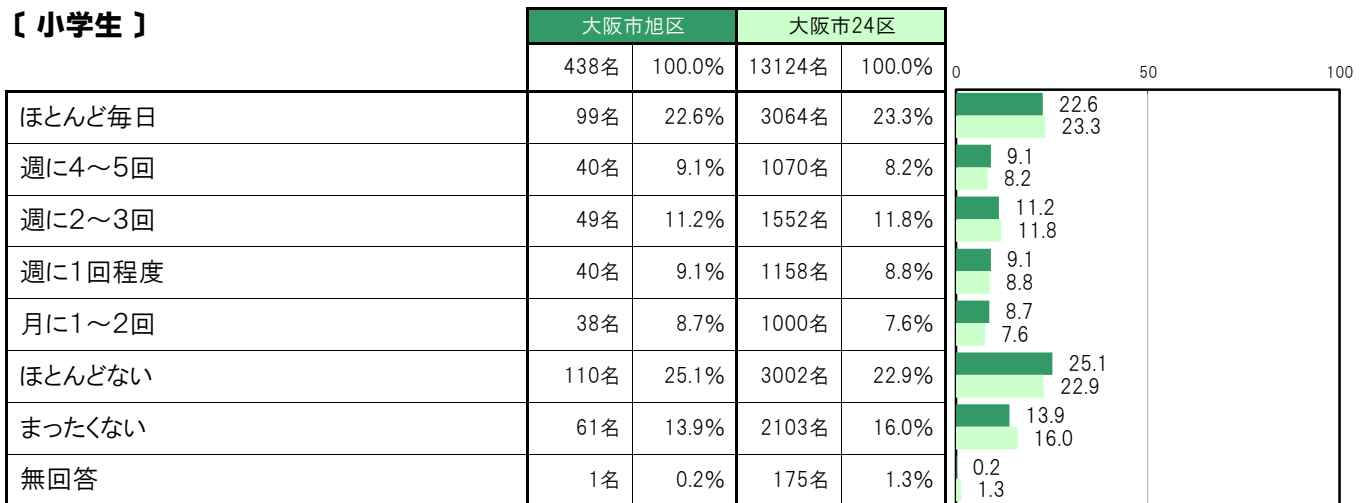 〔 小学生 〕
大阪市旭区 大阪市24区
438名 100.0% 13124名 100.0% 0 50 100
ほとんど毎日 99名 22.6% 3064名 23.3% 22.6 23.3
週に4～5回 40名 9.1% 1070名 8.2% 9.1 8.2
週に2～3回 49名 11.2% 1552名 11.8% 11.2 11.8
週に1回程度 40名 9.1% 1158名 8.8% 9.1 8.8
月に1～2回 38名 8.7% 1000名 7.6% 8.7 7.6
ほとんどない 110名 25.1% 3002名 22.9% 25.1 22.9
まったくない 61名 13.9% 2103名 16.0% 13.9 16.0
無回答 1名 0.2% 175名 1.3% 0.2 1.3